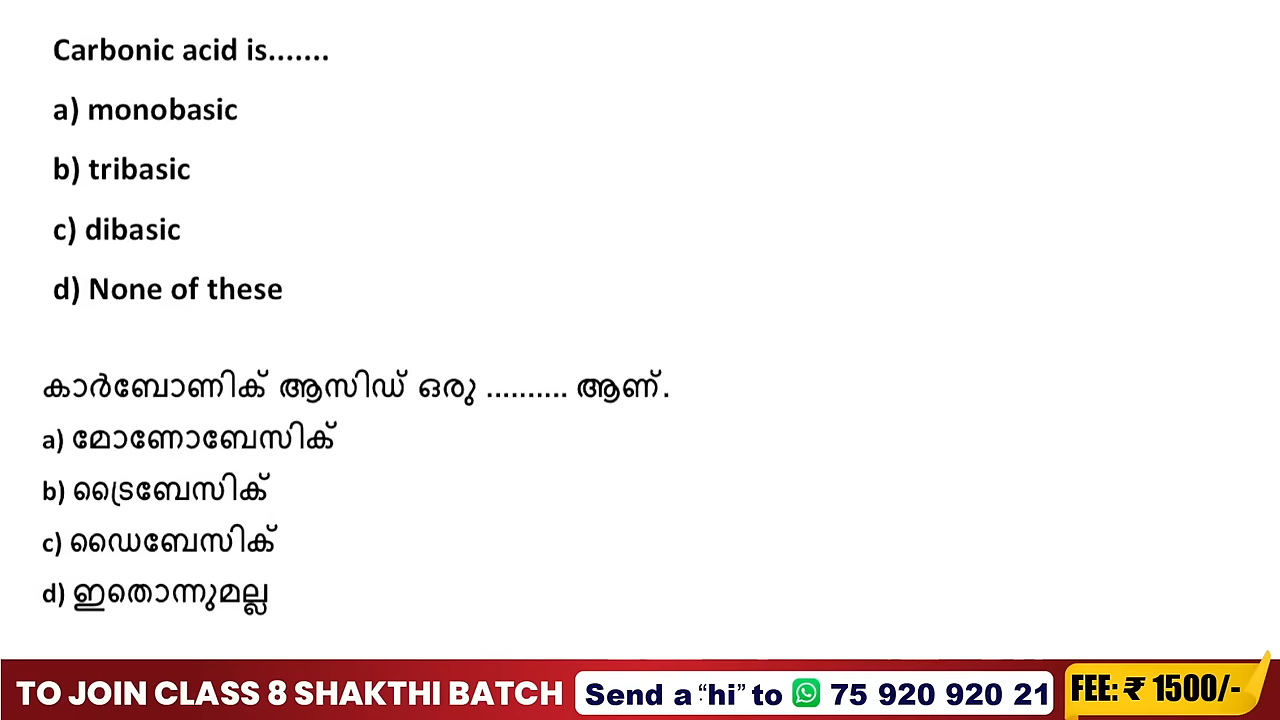 Carbonic acid is.......
a) monobasic
b) tribasic
c) dibasic
d) None of these
കാർബോണിക് ആസിഡ് ഒരു .......... ആണ്.
a) മോണോബേസിക്
b) ട്രൈബേസിക്
c) ഡൈബേസിക്
d) ഇതൊന്നുമല്ല
TO JOIN CLASS 8 SHAKTHI BATCH Send a “hi” to 75 920 920 21 FEE: ₹ 1500/-